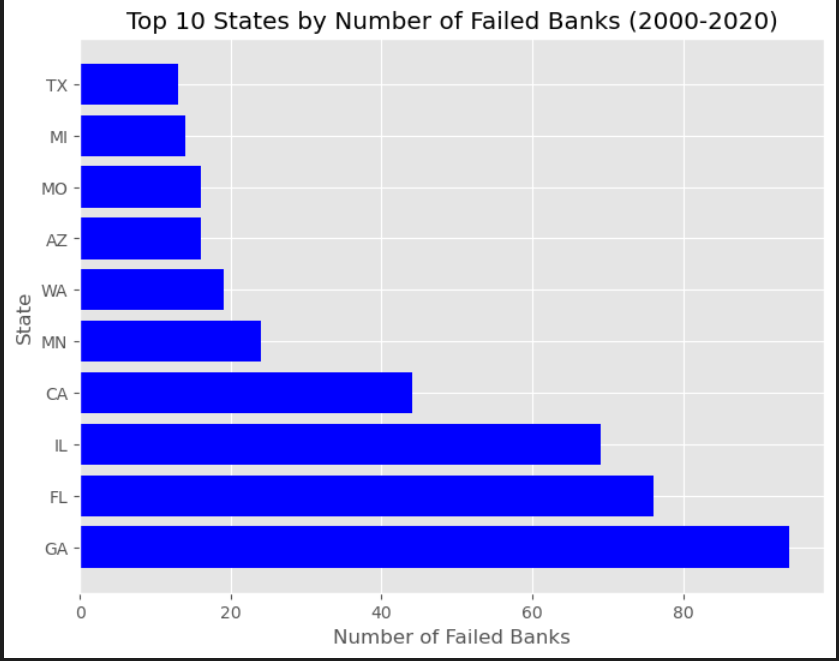 Top 10 States by Number of Failed Banks (2000-2020)
TX
MI
MO
AZ
WA
MN
CA
IL
FL
GA
State
0 20 40 60 80
Number of Failed Banks